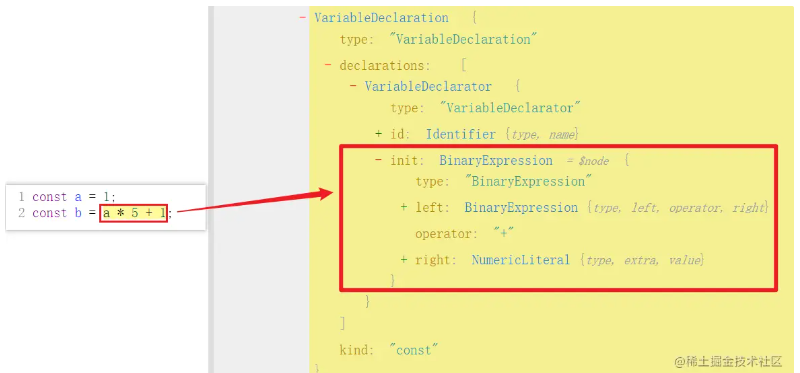 1 const a = 1;
2 const b = a * 5 + 1;
- VariableDeclaration {
type: "VariableDeclaration"
- declarations: [
- VariableDeclarator {
type: "VariableDeclarator"
+ id: Identifier {type, name}
- init: BinaryExpression = $node {
type: "BinaryExpression"
+ left: BinaryExpression {type, left, operator, right}
operator: "+"
+ right: NumericLiteral {type, extra, value}
}
}
]
kind: "const"
}
@稀土掘金技术社区